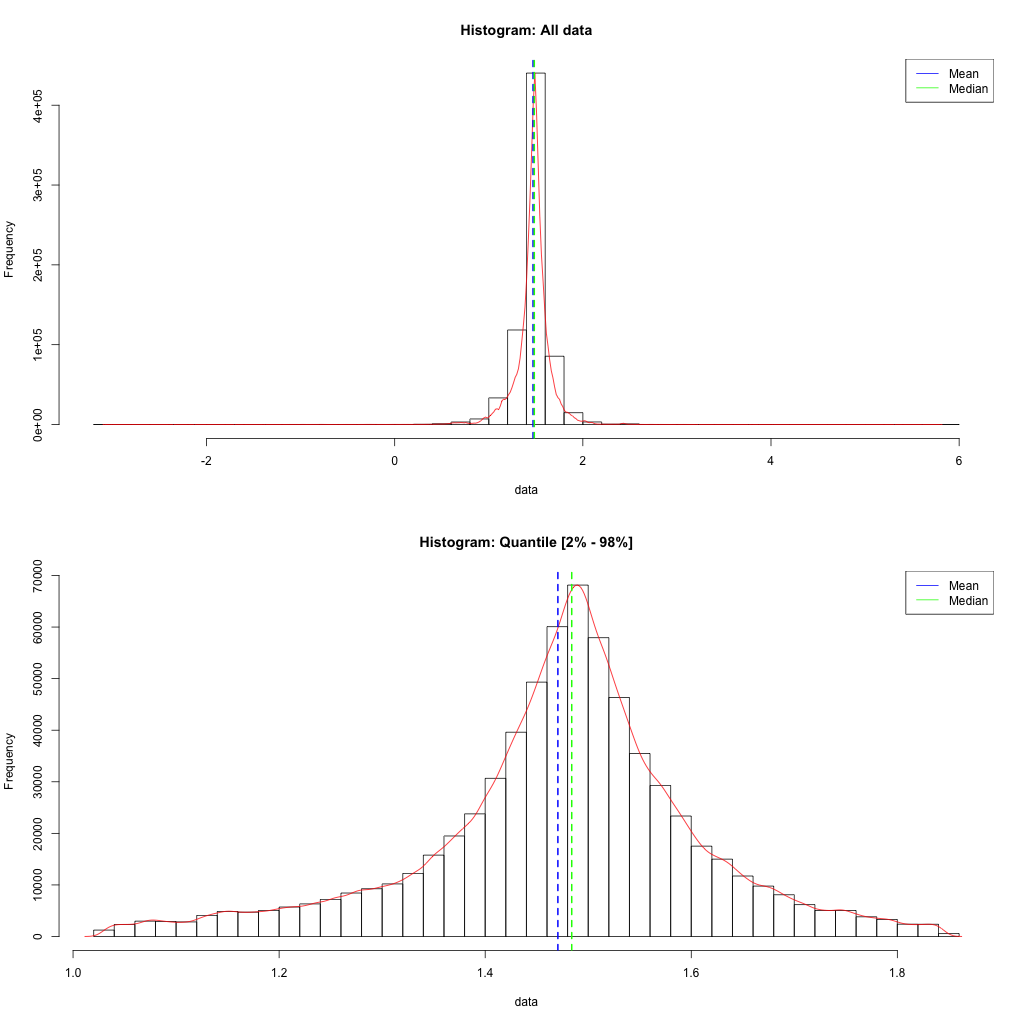 Histogram: All data
Mean
Median
Frequency
4e+05
3e+05
2e+05
1e+05
0e+00
-2 0 2 4 6
data
Histogram: Quantile [2% - 98%]
Mean
Median
Frequency
70000
60000
50000
40000
30000
20000
10000
0
1.0 1.2 1.4 1.6 1.8
data